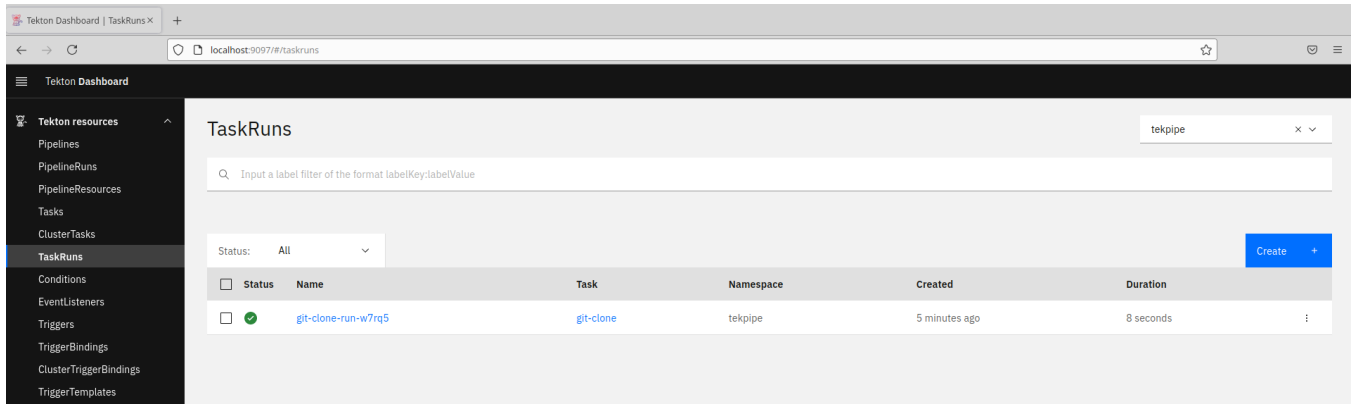 Tekton Dashboard | TaskRuns
localhost:9097/#/taskruns
Tekton Dashboard
Tekton resources
Pipelines
PipelineRuns
PipelineResources
Tasks
ClusterTasks
TaskRuns
Conditions
EventListeners
Triggers
TriggerBindings
ClusterTriggerBindings
TriggerTemplates
TaskRuns
tekpipe
Input a label filter of the format labelKey:labelValue
Status: All
Create +
Status Name Task Namespace Created Duration
git-clone-run-w7rq5 git-clone tekpipe 5 minutes ago 8 seconds